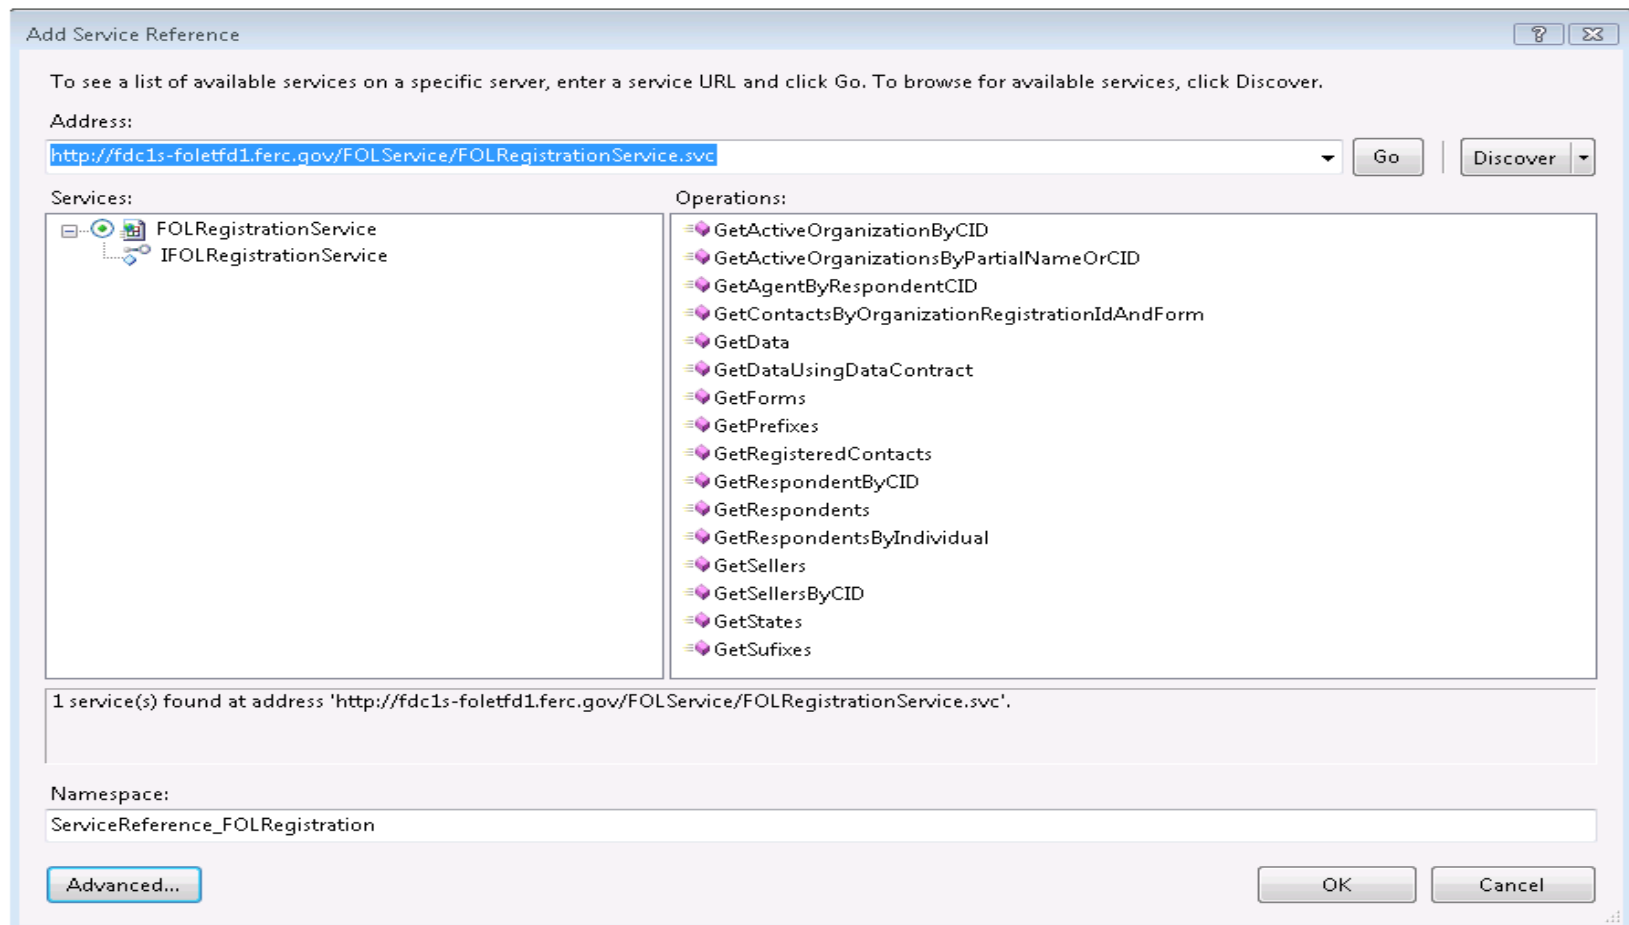 Add Service Reference
To see a list of available services on a specific server, enter a service URL and click Go. To browse for available services, click Discover.
Address:
http://fdc1s-foletfd1.ferc.gov/FOLService/FOLRegistrationService.svc
Go
Discover
Services:
Operations:
FOLRegistrationService
IFOLRegistrationService
GetActiveOrganizationByCID
GetActiveOrganizationsByPartialNameOrCID
GetAgentByRespondentCID
GetContactsByOrganizationRegistrationIdAndForm
GetData
GetDataUsingDataContract
GetForms
GetPrefixes
GetRegisteredContacts
GetRespondentByCID
GetRespondents
GetRespondentsByIndividual
GetSellers
GetSellersByCID
GetStates
GetSufixes
1 service(s) found at address 'http://fdc1s-foletfd1.ferc.gov/FOLService/FOLRegistrationService.svc'.
Namespace:
ServiceReference_FOLRegistration
Advanced...
OK
Cancel